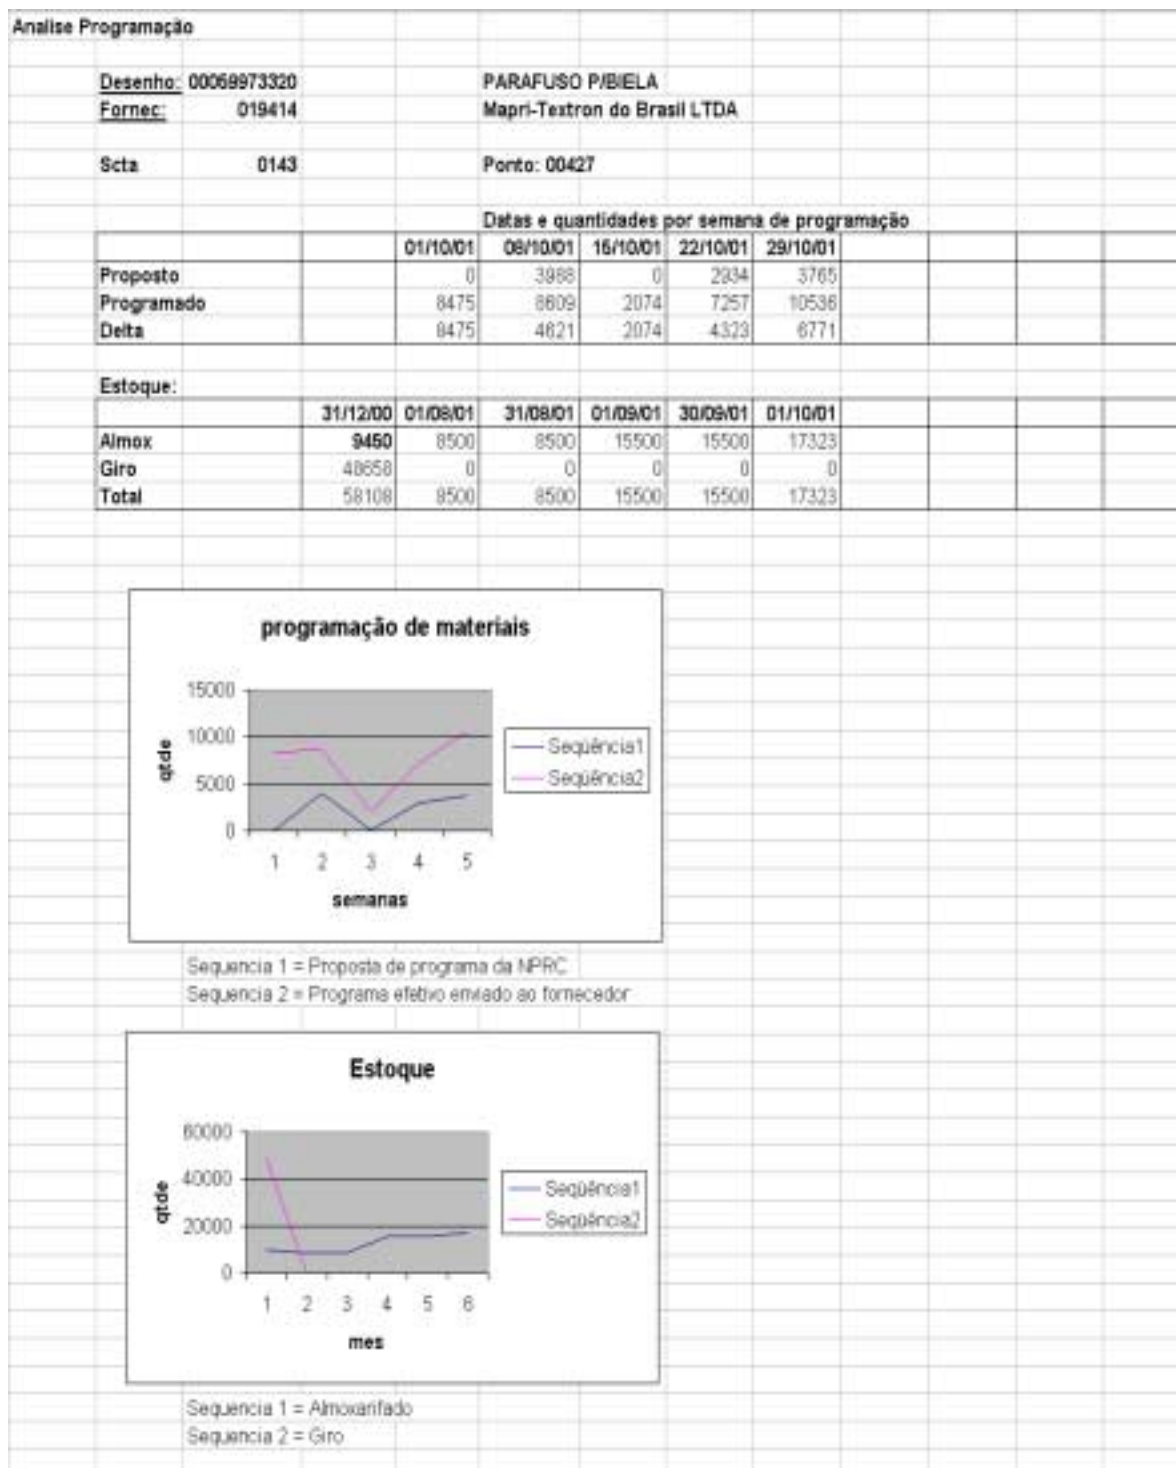 Analise Programação
Desenho: 00059973320 PARAFUSO P/BIELA
Fornec: 019414 Mapri-Textron do Brasil LTDA
Scta 0143 Ponto: 00427
Datas e quantidades por semana de programação
01/10/01 08/10/01 15/10/01 22/10/01 29/10/01
Proposto 0 3988 0 2934 3765
Programado 8475 8609 2074 7257 10536
Delta 8475 4621 2074 4323 6771
Estoque:
31/12/00 01/08/01 31/08/01 01/09/01 30/09/01 01/10/01
Almox 9450 8500 8500 15500 15500 17323
Giro 48658 0 0 0 0 0
Total 58108 8500 8500 15500 15500 17323
programação de materiais
15000
10000
5000
0
qtde
1 2 3 4 5
semanas
Seqüência1
Seqüência2
Sequencia 1 = Proposta de programa da NPRC
Sequencia 2 = Programa efetivo enviado ao fornecedor
Estoque
60000
40000
20000
0
qtde
1 2 3 4 5 6
mes
Seqüência1
Seqüência2
Sequencia 1 = Almoxarifado
Sequencia 2 = Giro